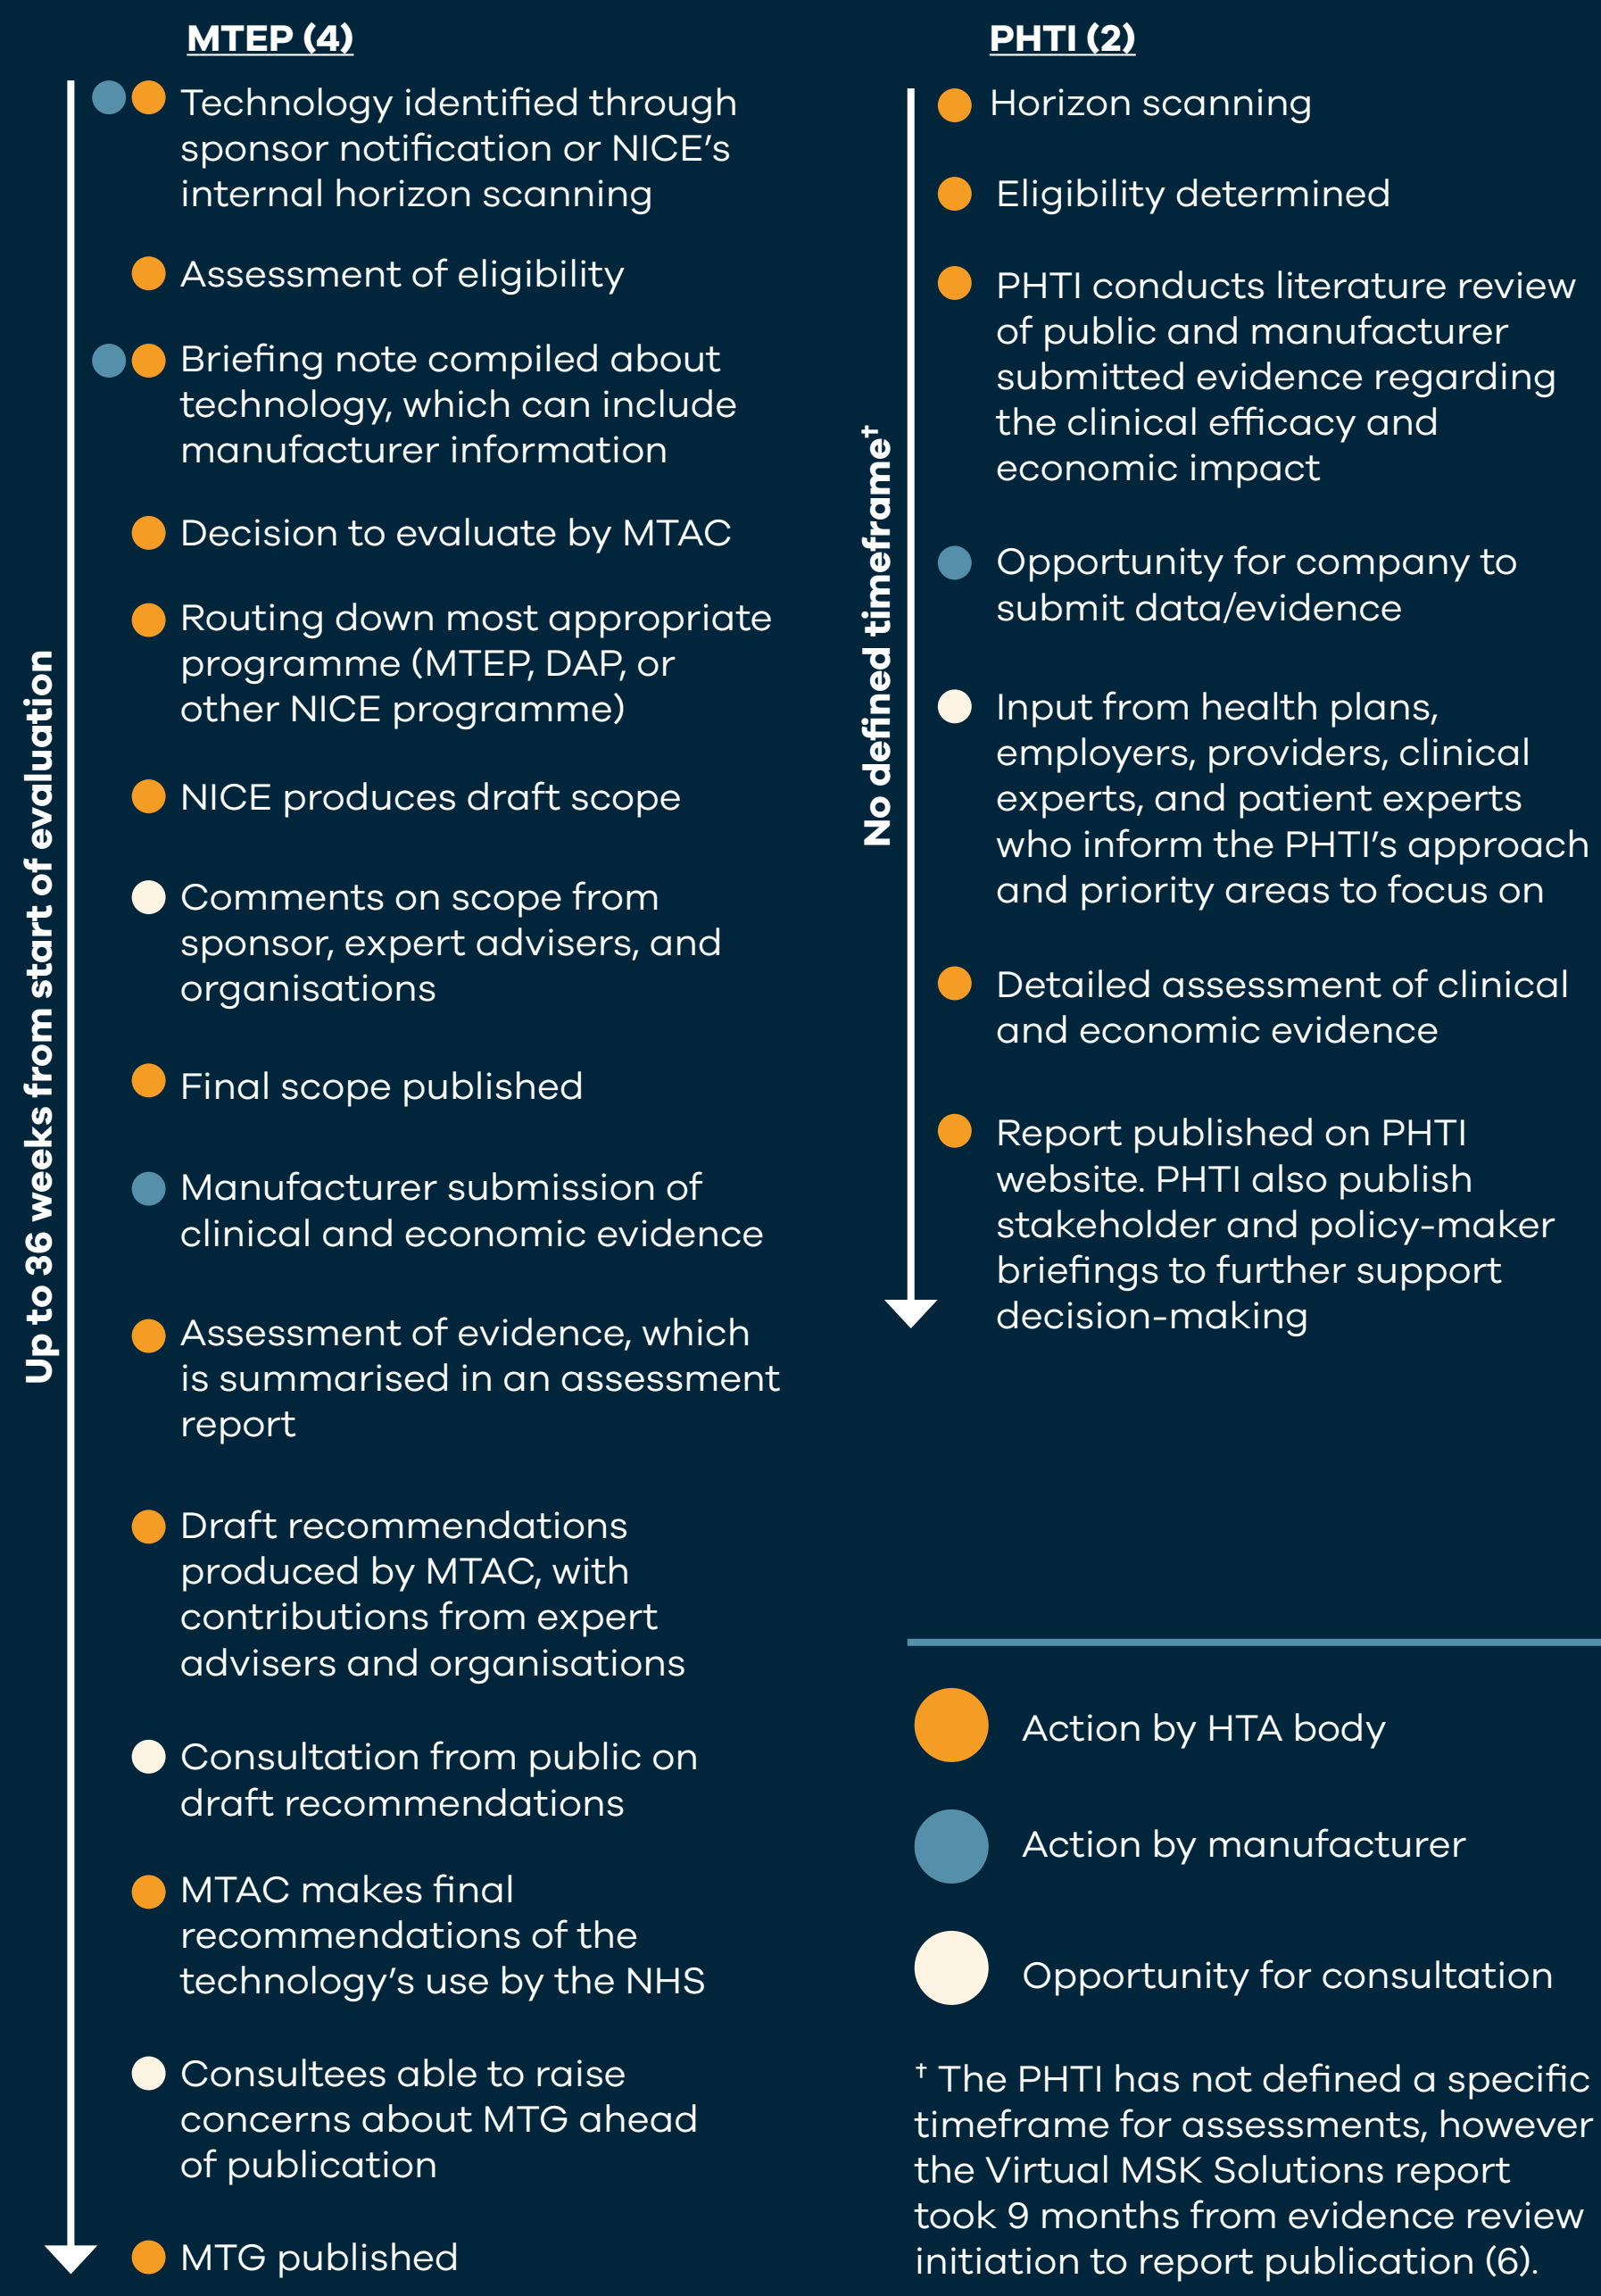 MTEP (4)
Up to 36 weeks from start of evaluation
Technology identified through
sponsor notification or NICE’s
internal horizon scanning
Assessment of eligibility
Briefing note compiled about
technology, which can include
manufacturer information
Decision to evaluate by MTAC
Routing down most appropriate
programme (MTEP, DAP, or
other NICE programme)
NICE produces draft scope
Comments on scope from
sponsor, expert advisers, and
organisations
Final scope published
Manufacturer submission of
clinical and economic evidence
Assessment of evidence, which
is summarised in an assessment
report
Draft recommendations
produced by MTAC, with
contributions from expert
advisers and organisations
Consultation from public on
draft recommendations
MTAC makes final
recommendations of the
technology’s use by the NHS
Consultees able to raise
concerns about MTG ahead
of publication
MTG published
PHTI (2)
No defined timeframe†
Horizon scanning
Eligibility determined
PHTI conducts literature review
of public and manufacturer
submitted evidence regarding
the clinical efficacy and
economic impact
Opportunity for company to
submit data/evidence
Input from health plans,
employers, providers, clinical
experts, and patient experts
who inform the PHTI’s approach
and priority areas to focus on
Detailed assessment of clinical
and economic evidence
Report published on PHTI
website. PHTI also publish
stakeholder and policy-maker
briefings to further support
decision-making
Action by HTA body
Action by manufacturer
Opportunity for consultation
† The PHTI has not defined a specific
timeframe for assessments, however
the Virtual MSK Solutions report
took 9 months from evidence review
initiation to report publication (6).